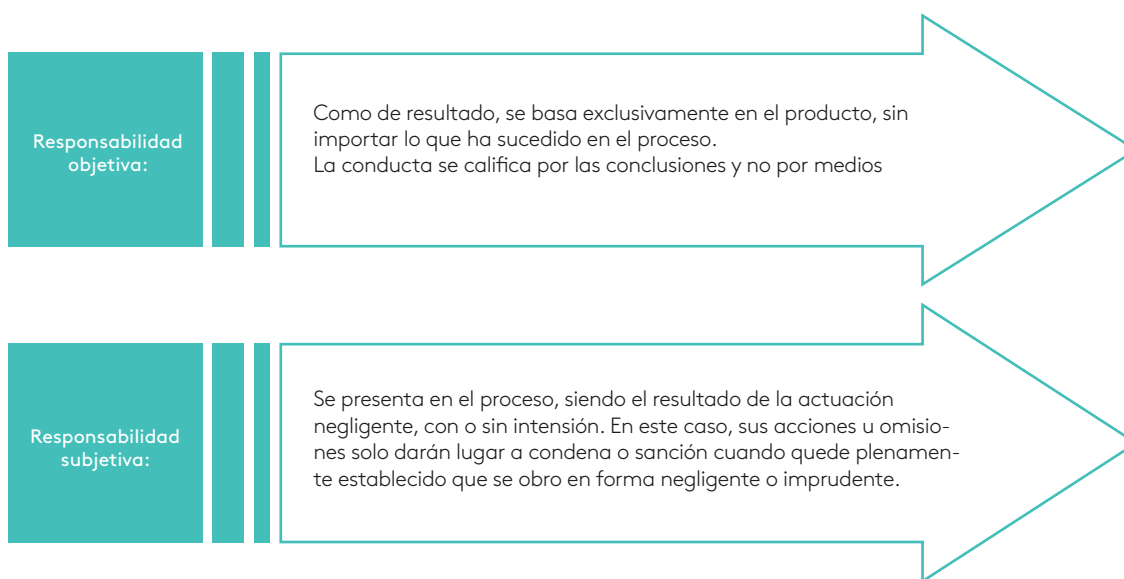 Responsabilidad
objetiva:
Como de resultado, se basa exclusivamente en el producto, sin
importar lo que ha sucedido en el proceso.
La conducta se califica por las conclusiones y no por medios
Responsabilidad
subjetiva:
Se presenta en el proceso, siendo el resultado de la actuación
negligente, con o sin intensión. En este caso, sus acciones u omisio-
nes solo darán lugar a condena o sanción cuando quede plenamen-
te establecido que se obro en forma negligente o imprudente.